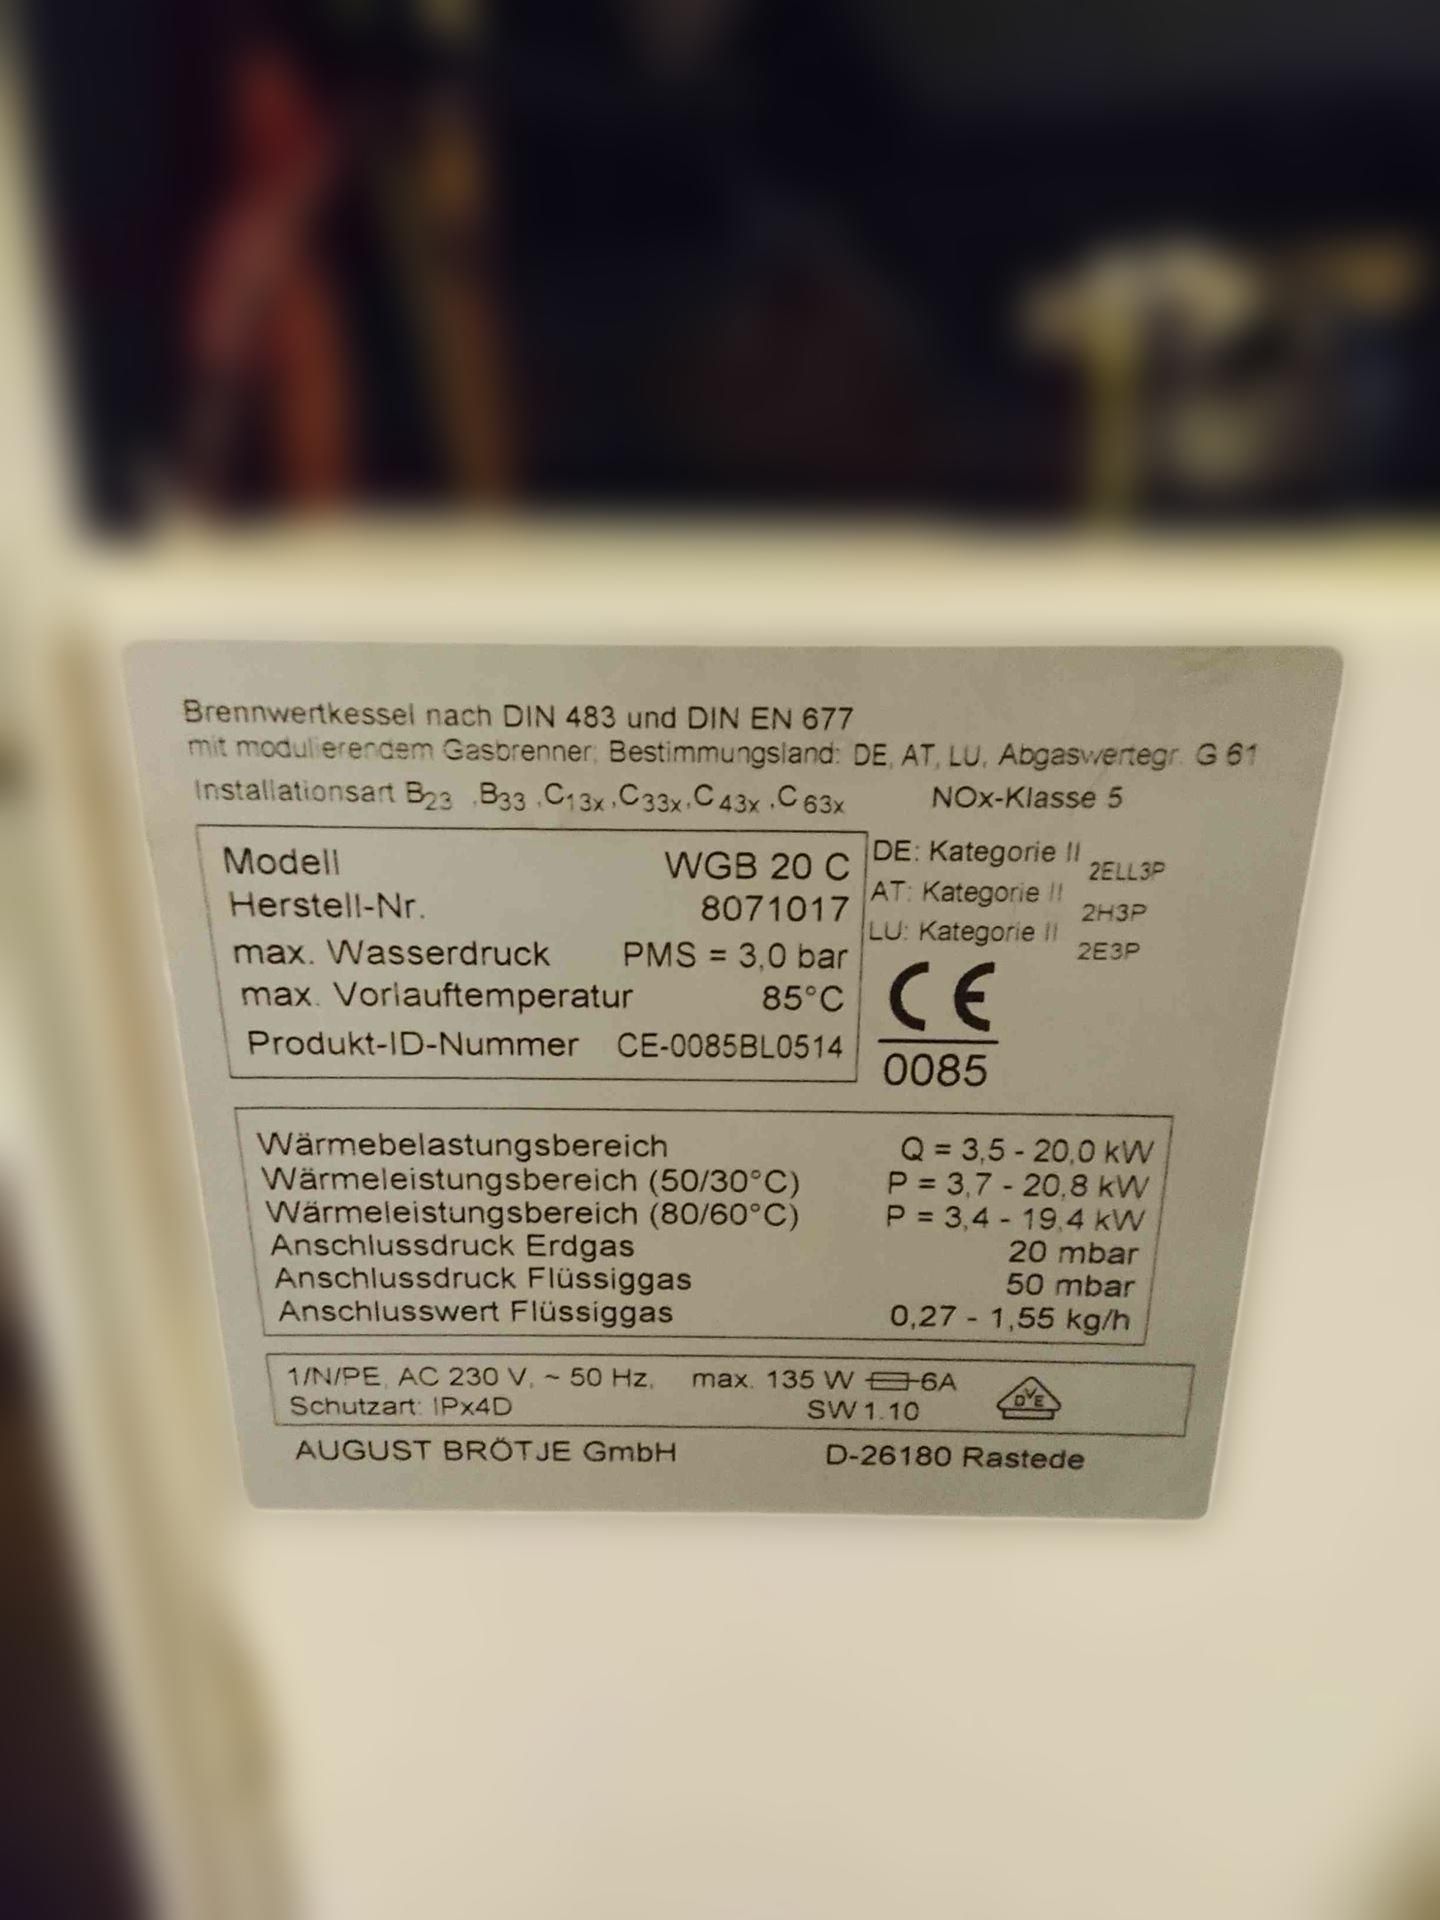 Brennwertkessel nach DIN 483 und DIN EN 677
mit modulierendem Gasbrenner; Bestimmungsland: DE, AT, LU, Abgaswertegr. G 61
Installationsart B23 ,B33 ,C13x ,C33x, C43x ,C63x NOx-Klasse 5
Modell WGB 20 C
Herstell-Nr. 8071017
max. Wasserdruck PMS = 3,0 bar
max. Vorlauftemperatur 85°C
Produkt-ID-Nummer CE-0085BL0514
DE: Kategorie II 2ELL3P
AT: Kategorie II 2H3P
LU: Kategorie II 2E3P
CE
0085
Wärmebelastungsbereich Q = 3,5 - 20,0 kW
Wärmeleistungsbereich (50/30°C) P = 3,7 - 20,8 kW
Wärmeleistungsbereich (80/60°C) P = 3,4 - 19,4 kW
Anschlussdruck Erdgas 20 mbar
Anschlussdruck Flüssiggas 50 mbar
Anschlusswert Flüssiggas 0,27 - 1,55 kg/h
1/N/PE, AC 230 V, ~ 50 Hz, max. 135 W 6A
Schutzart: IPx4D SW 1.10
DVE
AUGUST BRÖTJE GmbH D-26180 Rastede